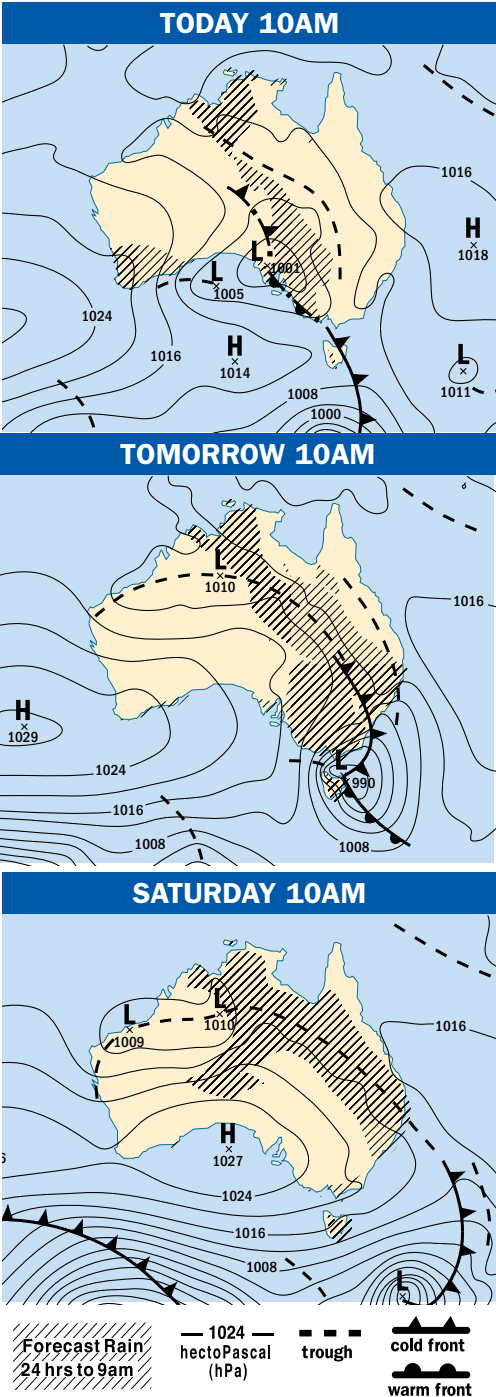 TODAY 10AM
1016
H
1018
L
1001
L
1005
1024
1016
H
1014
L
1011
1008
1000
TOMORROW 10AM
L
1010
1016
H
1029
1024
L
990
1016
1008
1008
SATURDAY 10AM
L
1010
L
1009
1016
H
1027
6
1024
1016
1008
L
Forecast Rain
24 hrs to 9am
1024
hectoPascal
(hPa)
trough
cold front
warm front